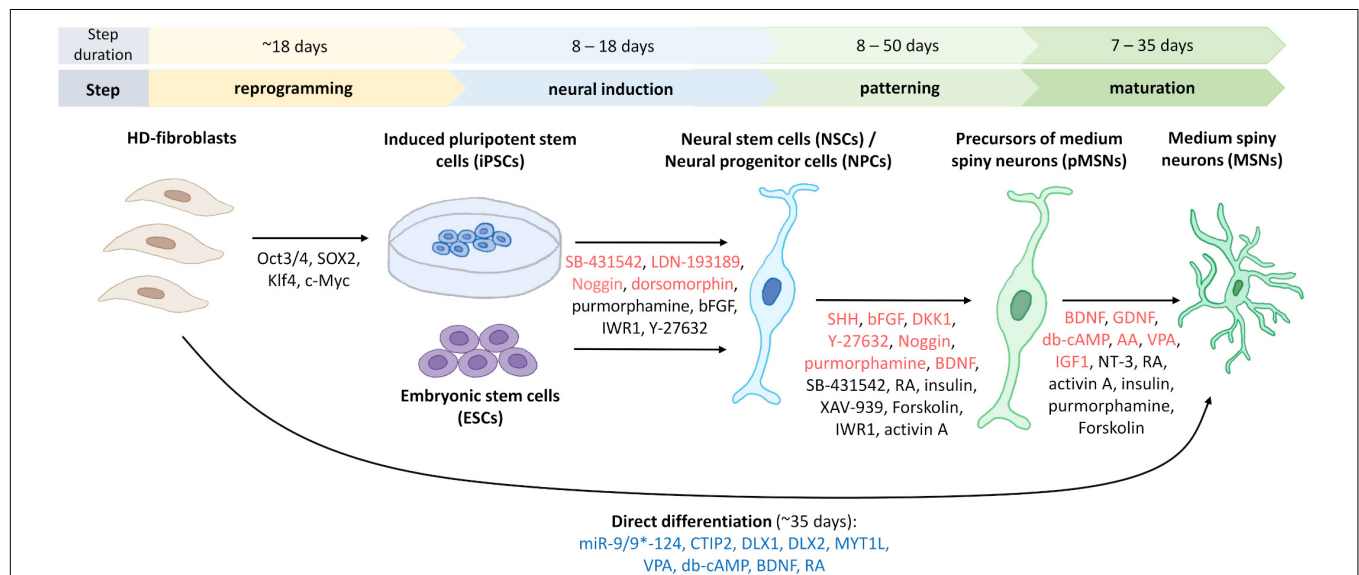 Step
duration
~18 days
8 – 18 days
8 – 50 days
7 – 35 days
Step
reprogramming
neural induction
patterning
maturation
HD-fibroblasts
Induced pluripotent stem
cells (iPSCs)
Neural stem cells (NSCs) /
Neural progenitor cells (NPCs)
Precursors of medium
spiny neurons (pMSNs)
Medium spiny
neurons (MSNs)
Oct3/4, SOX2,
Klf4, c-Myc
SB-431542, LDN-193189,
Noggin, dorsomorphin,
purmorphamine, bFGF,
IWR1, Y-27632
Embryonic stem cells
(ESCs)
SHH, bFGF, DKK1,
Y-27632, Noggin,
purmorphamine, BDNF,
SB-431542, RA, insulin,
XAV-939, Forskolin,
IWR1, activin A
BDNF, GDNF,
db-cAMP, AA, VPA,
IGF1, NT-3, RA,
activin A, insulin,
purmorphamine,
Forskolin
Direct differentiation (~35 days):
miR-9/9*-124, CTIP2, DLX1, DLX2, MYT1L,
VPA, db-cAMP, BDNF, RA